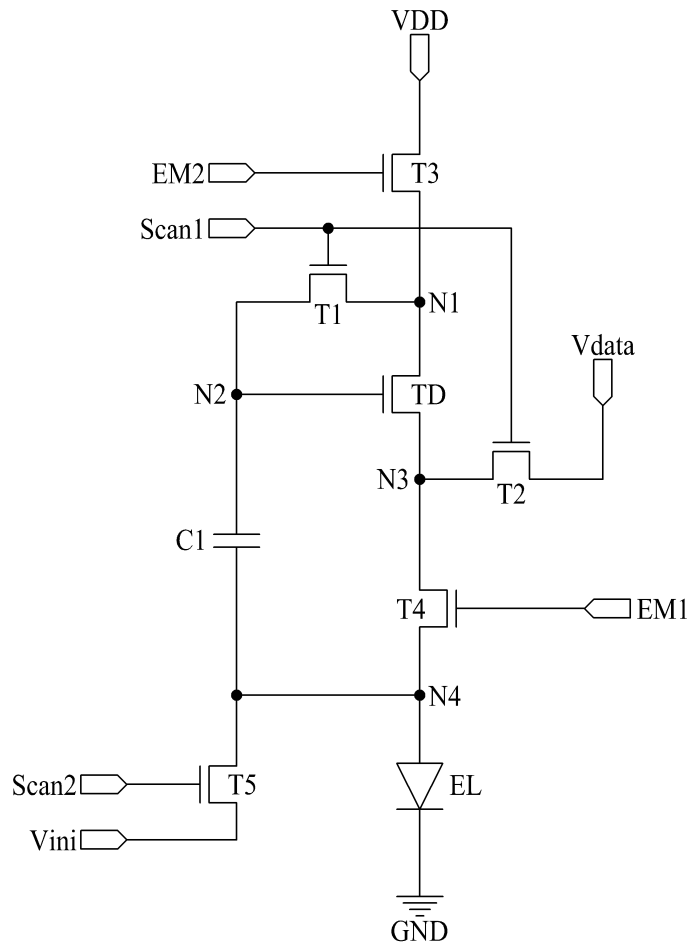 VDD
EM2
T3
Scan1
T1
N1
Vdata
N2
TD
N3
T2
C1
T4
EM1
N4
Scan2
T5
EL
Vini
GND